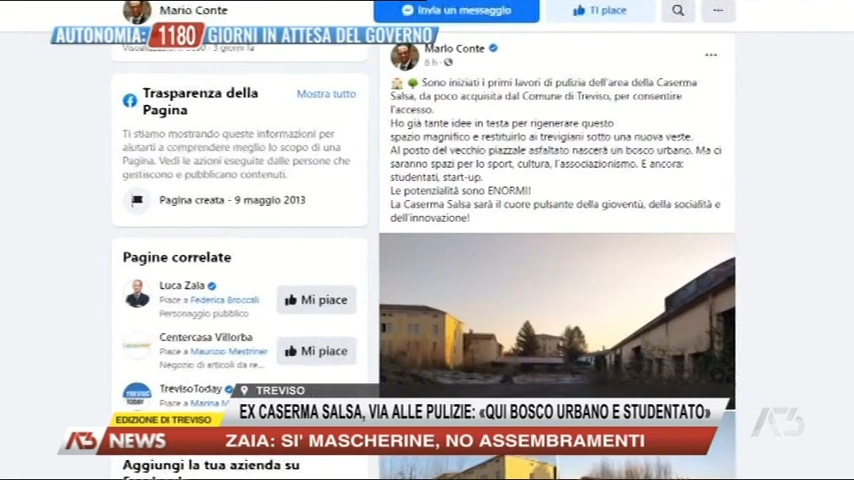 Mario Conte
Invia un messaggio
Ti piace
AUTONOMIA: 1180 GIORNI IN ATTESA DEL GOVERNO
Trasparenza della
Pagina
Mostra tutto
Ti stiamo mostrando queste informazioni per
aiutarti a comprendere meglio lo scopo di una
Pagina. Vedi le azioni eseguite dalle persone che
gestiscono e pubblicano contenuti.
Pagina creata - 9 maggio 2013
Pagine correlate
Luca Zaia
Piace a Federica Broccoli
Personaggio pubblico
Mi piace
Centercasa Villorba
Piace a Maurizio Mestriner
Negozio di articoli da re...
Mi piace
TrevisoToday
Piace a Marina M
Aggiungi la tua azienda su
Mario Conte
8 h
Sono iniziati i primi lavori di pulizia dell'area della Caserma
Salsa, da poco acquisita dal Comune di Treviso, per consentire
l'accesso.
Ho già tante idee in testa per rigenerare questo
spazio magnifico e restituirlo ai trevigiani sotto una nuova veste.
Al posto del vecchio piazzale asfaltato nascerà un bosco urbano. Ma ci
saranno spazi per lo sport, cultura, l'associazionismo. E ancora:
studentati, start-up.
Le potenzialità sono ENORMI!
La Caserma Salsa sarà il cuore pulsante della gioventù, della socialità e
dell'innovazione!
TREVISO
EX CASERMA SALSA, VIA ALLE PULIZIE: «QUI BOSCO URBANO E STUDENTATO»
EDIZIONE DI TREVISO
A3 NEWS
ZAIA: SI' MASCHERINE, NO ASSEMBRAMENTI
A3